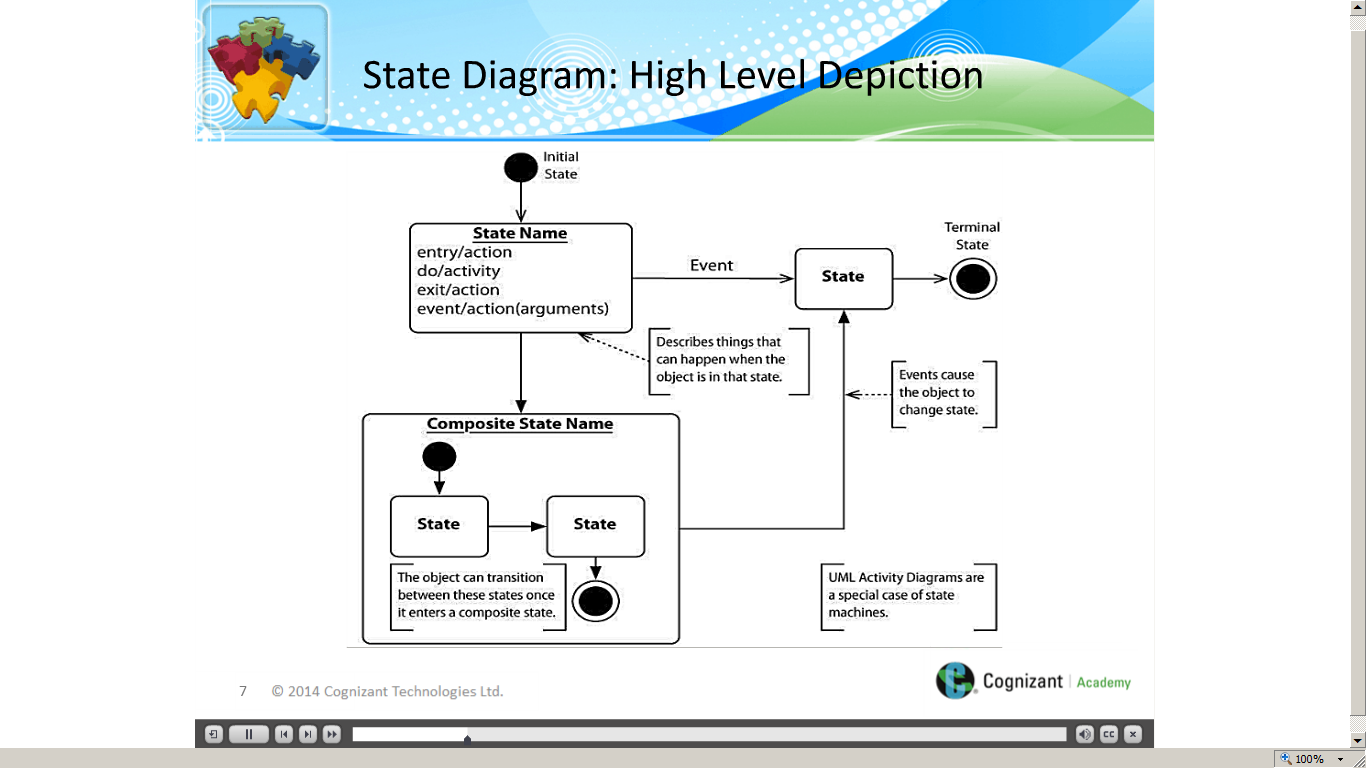 State Diagram: High Level Depiction
Initial
State
State Name
entry/action
do/activity
exit/action
event/action(arguments)
Event
State
Terminal
State
Describes things that
can happen when the
object is in that state.
Events cause
the object to
change state.
Composite State Name
State
State
The object can transition
between these states once
it enters a composite state.
UML Activity Diagrams are
a special case of state
machines.
7 © 2014 Cognizant Technologies Ltd.
Cognizant | Academy
CC
100%